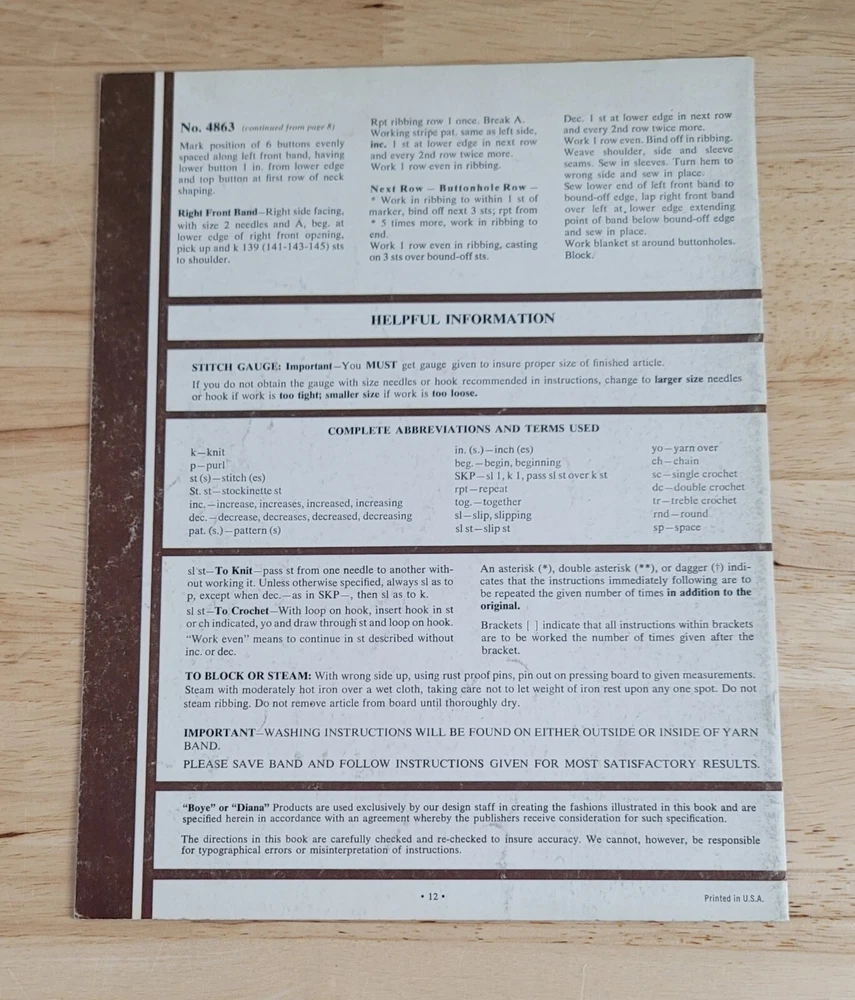 No. 4863 (continued from page 8)
Mark position of 6 buttons evenly
spaced along left front band, having
lower button 1 in. from lower edge
and top button at first row of neck
shaping.
Right Front Band—Right side facing,
with size 2 needles and A, beg. at
lower edge of right front opening,
pick up and k 139 (141-143-145) sts
to shoulder.
Rpt ribbing row 1 once. Break A.
Working stripe pat. same as left side,
inc. 1 st at lower edge in next row
and every 2nd row twice more.
Work 1 row even in ribbing.
Next Row — Buttonhole Row —
* Work in ribbing to within 1 st of
marker, bind off next 3 sts; rpt from
* 5 times more, work in ribbing to
end.
Work 1 row even in ribbing, casting
on 3 sts over bound-off sts.
Dec. 1 st at lower edge in next row
and every 2nd row twice more.
Work 1 row even. Bind off in ribbing.
Weave shoulder, side and sleeve
seams. Sew in sleeves. Turn hem to
wrong side and sew in place.
Sew lower end of left front band to
bound-off edge, lap right front band
over left at lower edge extending
point of band below bound-off edge
and sew in place.
Work blanket st around buttonholes.
Block.
HELPFUL INFORMATION
STITCH GAUGE: Important—You MUST get gauge given to insure proper size of finished article.
If you do not obtain the gauge with size needles or hook recommended in instructions, change to larger size needles
or hook if work is too tight; smaller size if work is too loose.
COMPLETE ABBREVIATIONS AND TERMS USED
k—knit
p—purl
st (s)—stitch (es)
St. st—stockinette st
inc.—increase, increases, increased, increasing
dec.—decrease, decreases, decreased, decreasing
pat. (s.)—pattern (s)
in. (s.)—inch (es)
beg.—begin, beginning
SKP—sl 1, k 1, pass sl st over k st
rpt—repeat
tog.—together
sl—slip, slipping
sl st—slip st
yo—yarn over
ch—chain
sc—single crochet
dc—double crochet
tr—treble crochet
rnd—round
sp—space
sl st—To Knit—pass st from one needle to another with-
out working it. Unless otherwise specified, always sl as to
p, except when dec.—as in SKP—, then sl as to k.
sl st—To Crochet—With loop on hook, insert hook in st
or ch indicated, yo and draw through st and loop on hook.
“Work even” means to continue in st described without
inc. or dec.
An asterisk (*), double asterisk (**), or dagger (†) indi-
cates that the instructions immediately following are to
be repeated the given number of times in addition to the
original.
Brackets [ ] indicate that all instructions within brackets
are to be worked the number of times given after the
bracket.
TO BLOCK OR STEAM: With wrong side up, using rust proof pins, pin out on pressing board to given measurements.
Steam with moderately hot iron over a wet cloth, taking care not to let weight of iron rest upon any one spot. Do not
steam ribbing. Do not remove article from board until thoroughly dry.
IMPORTANT—WASHING INSTRUCTIONS WILL BE FOUND ON EITHER OUTSIDE OR INSIDE OF YARN
BAND.
PLEASE SAVE BAND AND FOLLOW INSTRUCTIONS GIVEN FOR MOST SATISFACTORY RESULTS.
“Boye” or “Diana” Products are used exclusively by our design staff in creating the fashions illustrated in this book and are
specified herein in accordance with an agreement whereby the publishers receive consideration for such specification.
The directions in this book are carefully checked and re-checked to insure accuracy. We cannot, however, be responsible
for typographical errors or misinterpretation of instructions.
• 12 •
Printed in U.S.A.